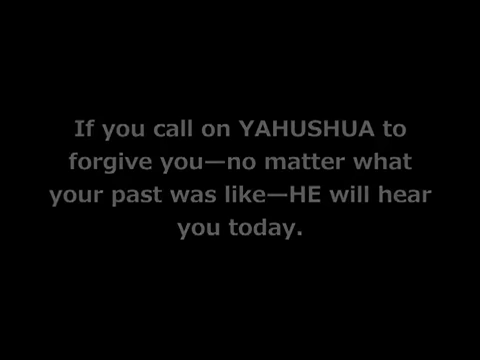 If you call on YAHUSHUA to
forgive you—no matter what
your past was like—HE will hear
you today.